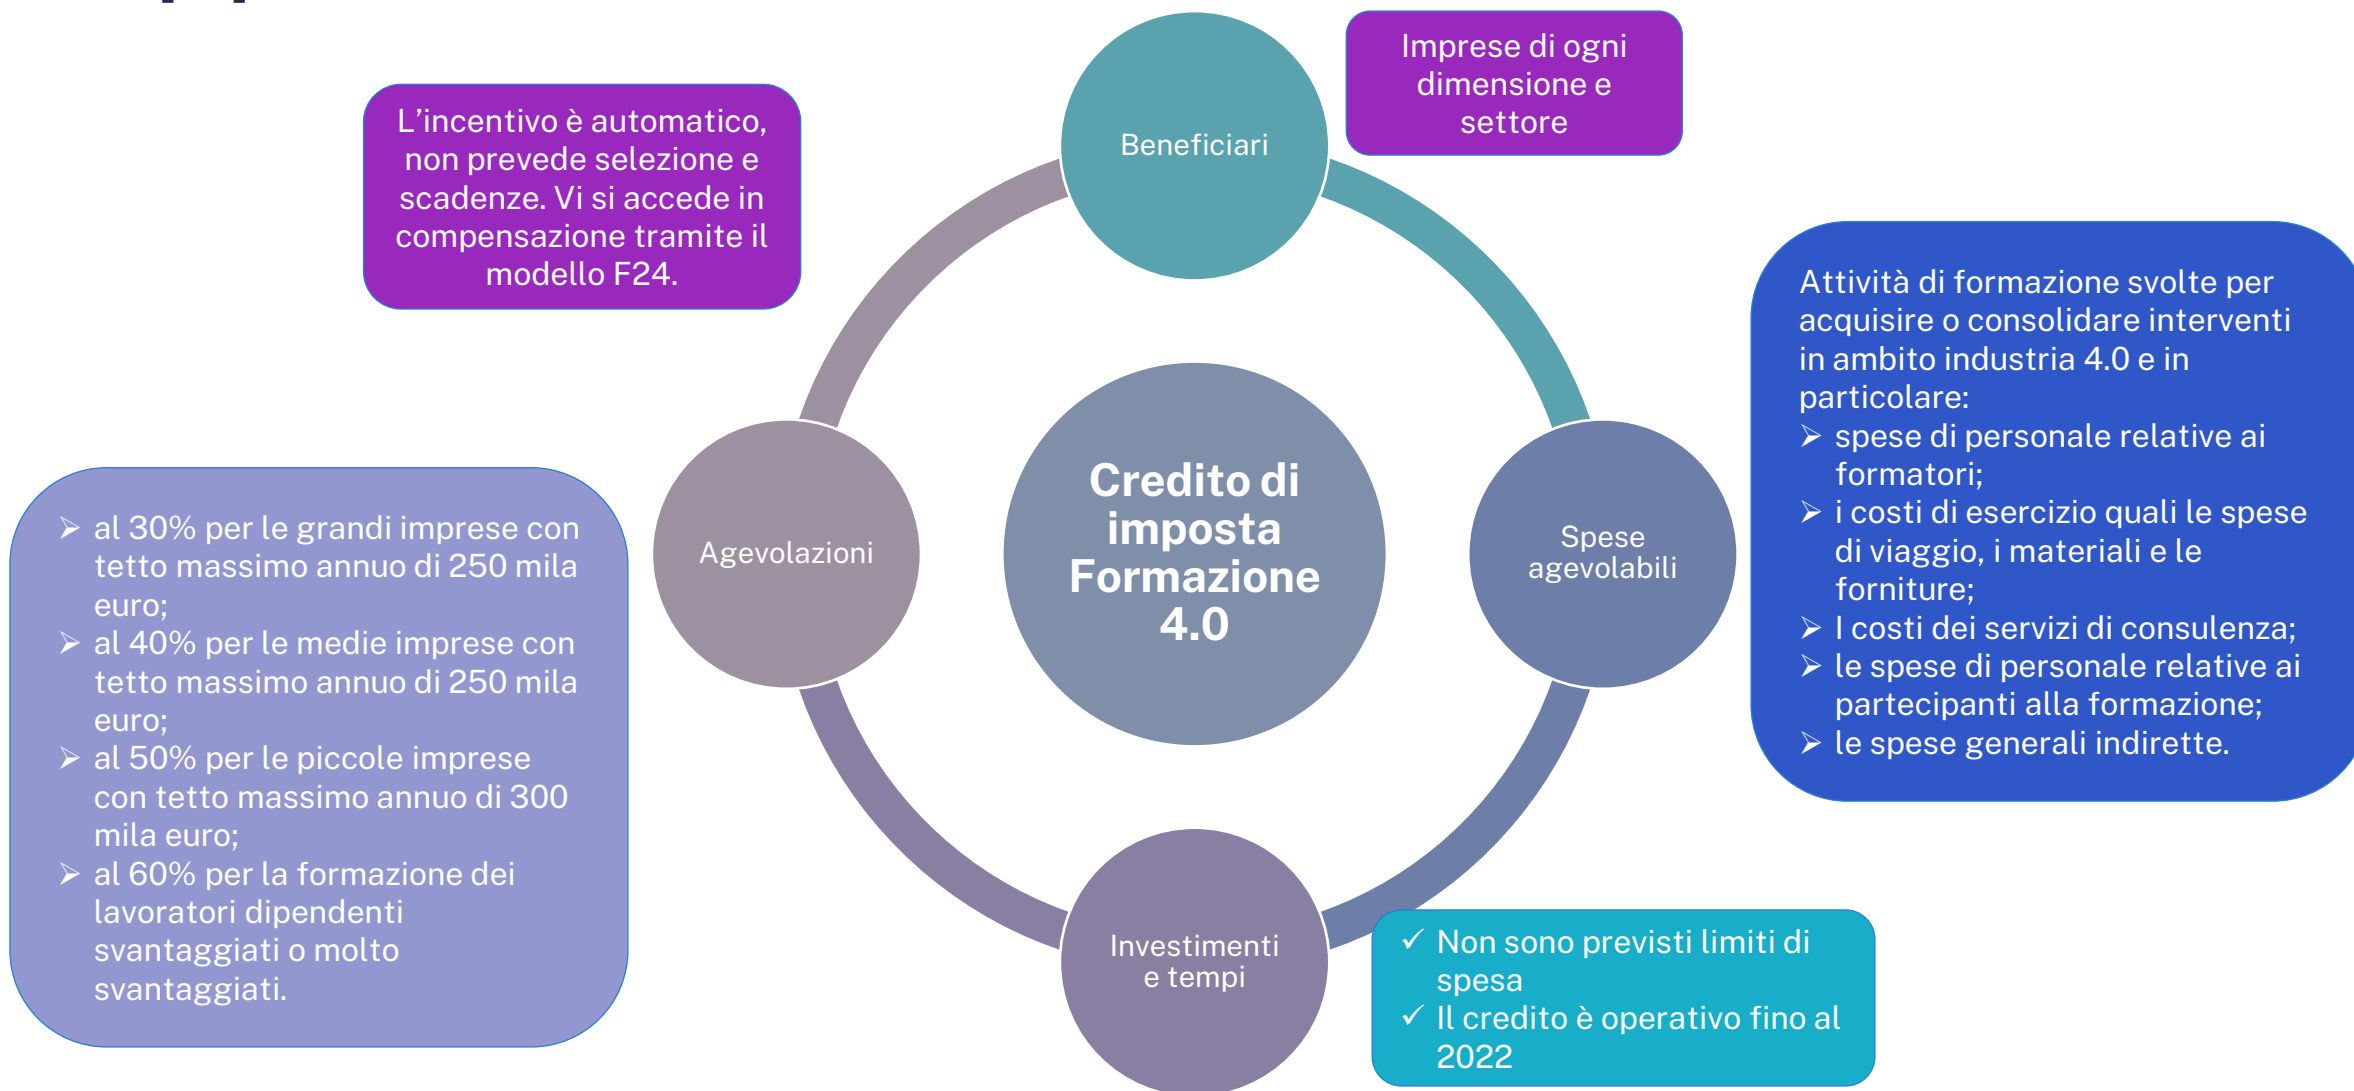 L’incentivo è automatico,
non prevede selezione e
scadenze. Vi si accede in
compensazione tramite il
modello F24.
Beneficiari
Imprese di ogni
dimensione e
settore
Attività di formazione svolte per
acquisire o consolidare interventi
in ambito industria 4.0 e in
particolare:
➢ spese di personale relative ai
formatori;
➢ i costi di esercizio quali le spese
di viaggio, i materiali e le
forniture;
➢ I costi dei servizi di consulenza;
➢ le spese di personale relative ai
partecipanti alla formazione;
➢ le spese generali indirette.
➢ al 30% per le grandi imprese con
tetto massimo annuo di 250 mila
euro;
➢ al 40% per le medie imprese con
tetto massimo annuo di 250 mila
euro;
➢ al 50% per le piccole imprese
con tetto massimo annuo di 300
mila euro;
➢ al 60% per la formazione dei
lavoratori dipendenti
svantaggiati o molto
svantaggiati.
Agevolazioni
Credito di
imposta
Formazione
4.0
Spese
agevolabili
Investimenti
e tempi
✓ Non sono previsti limiti di
spesa
✓ Il credito è operativo fino al
2022